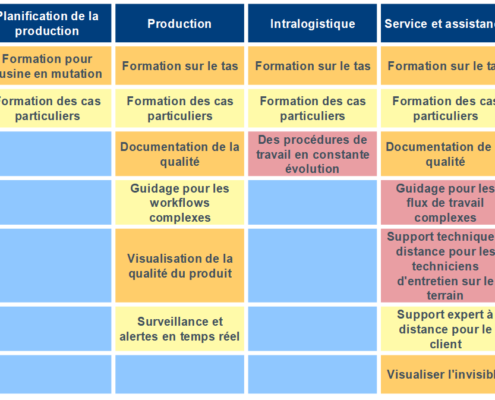 Planification de la
production
Production
Intralogistique
Service et assistanc
Formation pour
usine en mutation
Formation sur le tas
Formation sur le tas
Formation sur le ta
Formation des cas
particuliers
Formation des cas
particuliers
Formation des cas
particuliers
Formation des cas
particuliers
Documentation de la
qualité
Des procédures de
travail en constante
évolution
Documentation de
qualité
Guidage pour les
workflows
complexes
Guidage pour les
flux de travail
complexes
Visualisation de la
qualité du produit
Support technique
distance pour les
techniciens
d'entretien sur le
terrain
Surveillance et
alertes en temps réel
Support expert à
distance pour le
client
Visualiser l'invisibl